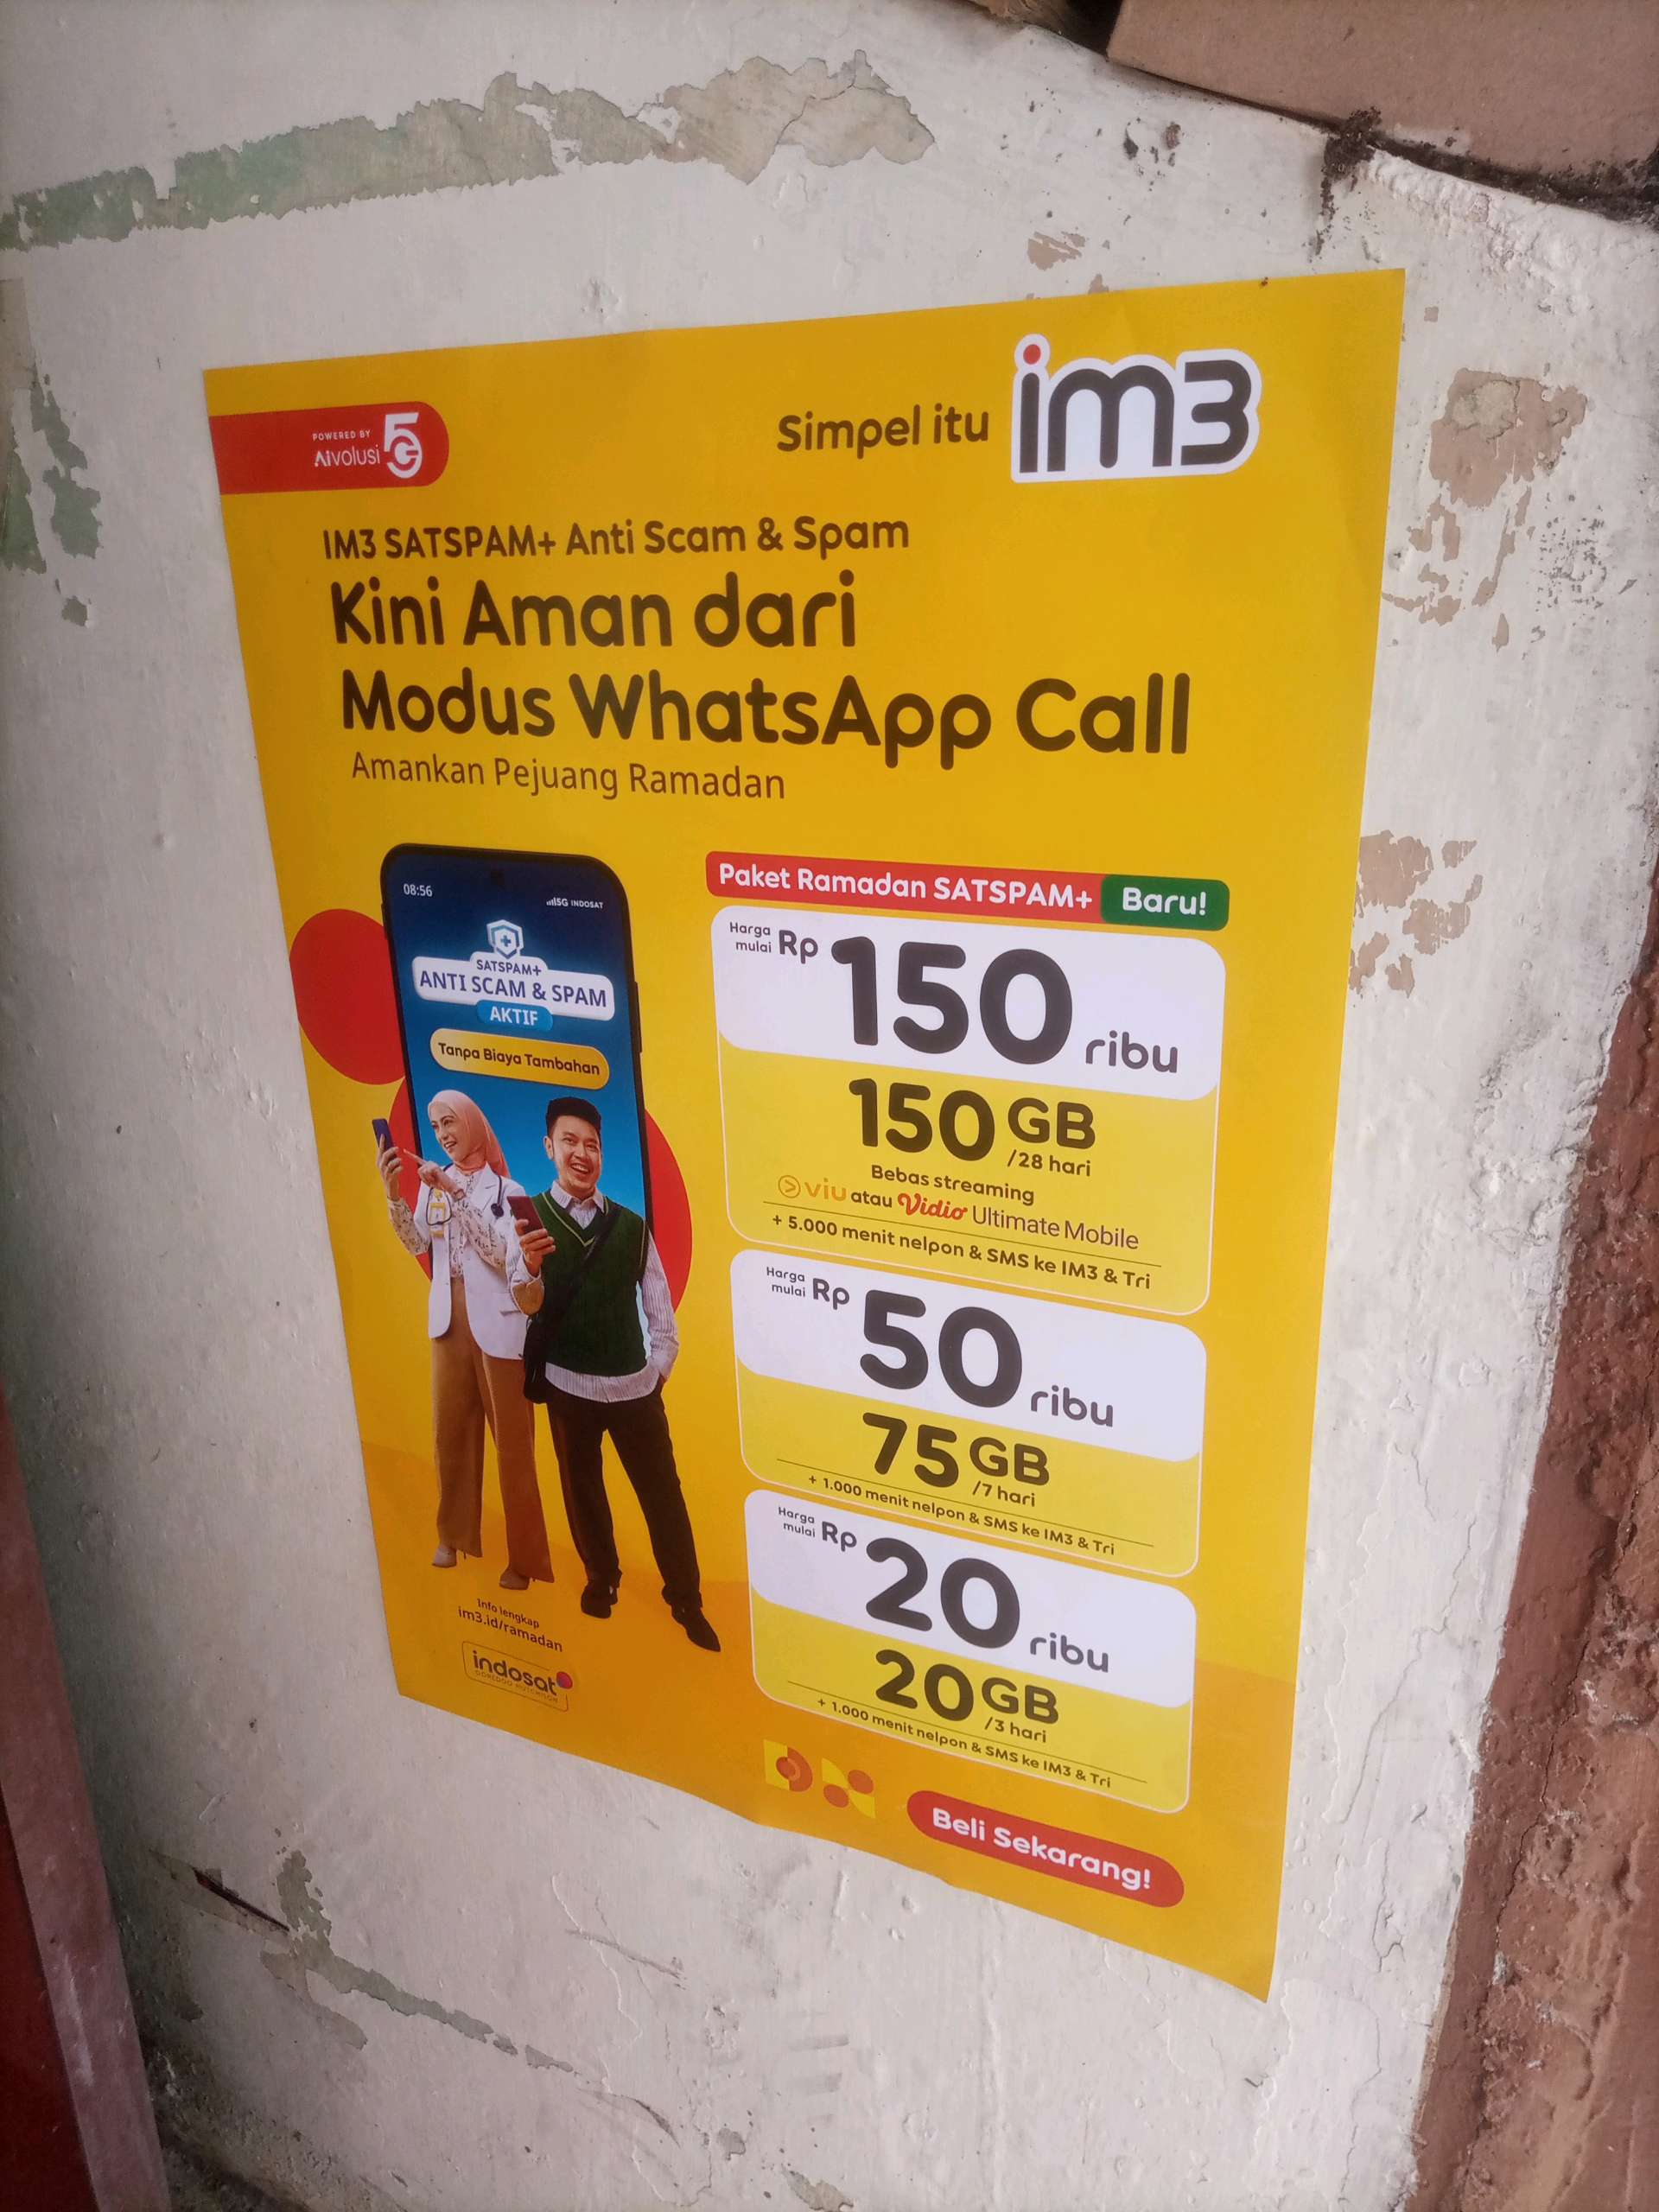 POWERED BY
AIvolusi 5G
Simpel itu im3
IM3 SATSPAM+ Anti Scam & Spam
Kini Aman dari
Modus WhatsApp Call
Amankan Pejuang Ramadan
08:56
5G INDOSAT
SATSPAM+
ANTI SCAM & SPAM
AKTIF
Tanpa Biaya Tambahan
Info lengkap
im3.id/ramadan
indosat
OOREDOO HUTCHISON
Paket Ramadan SATSPAM+ Baru!
Harga
mulai Rp 150 ribu
150 GB
/28 hari
Bebas streaming
viu atau Vidio Ultimate Mobile
+ 5.000 menit nelpon & SMS ke IM3 & Tri
Harga
mulai Rp 50 ribu
75 GB
/7 hari
+ 1.000 menit nelpon & SMS ke IM3 & Tri
Harga
mulai Rp 20 ribu
20 GB
/3 hari
+ 1.000 menit nelpon & SMS ke IM3 & Tri
Beli Sekarang!